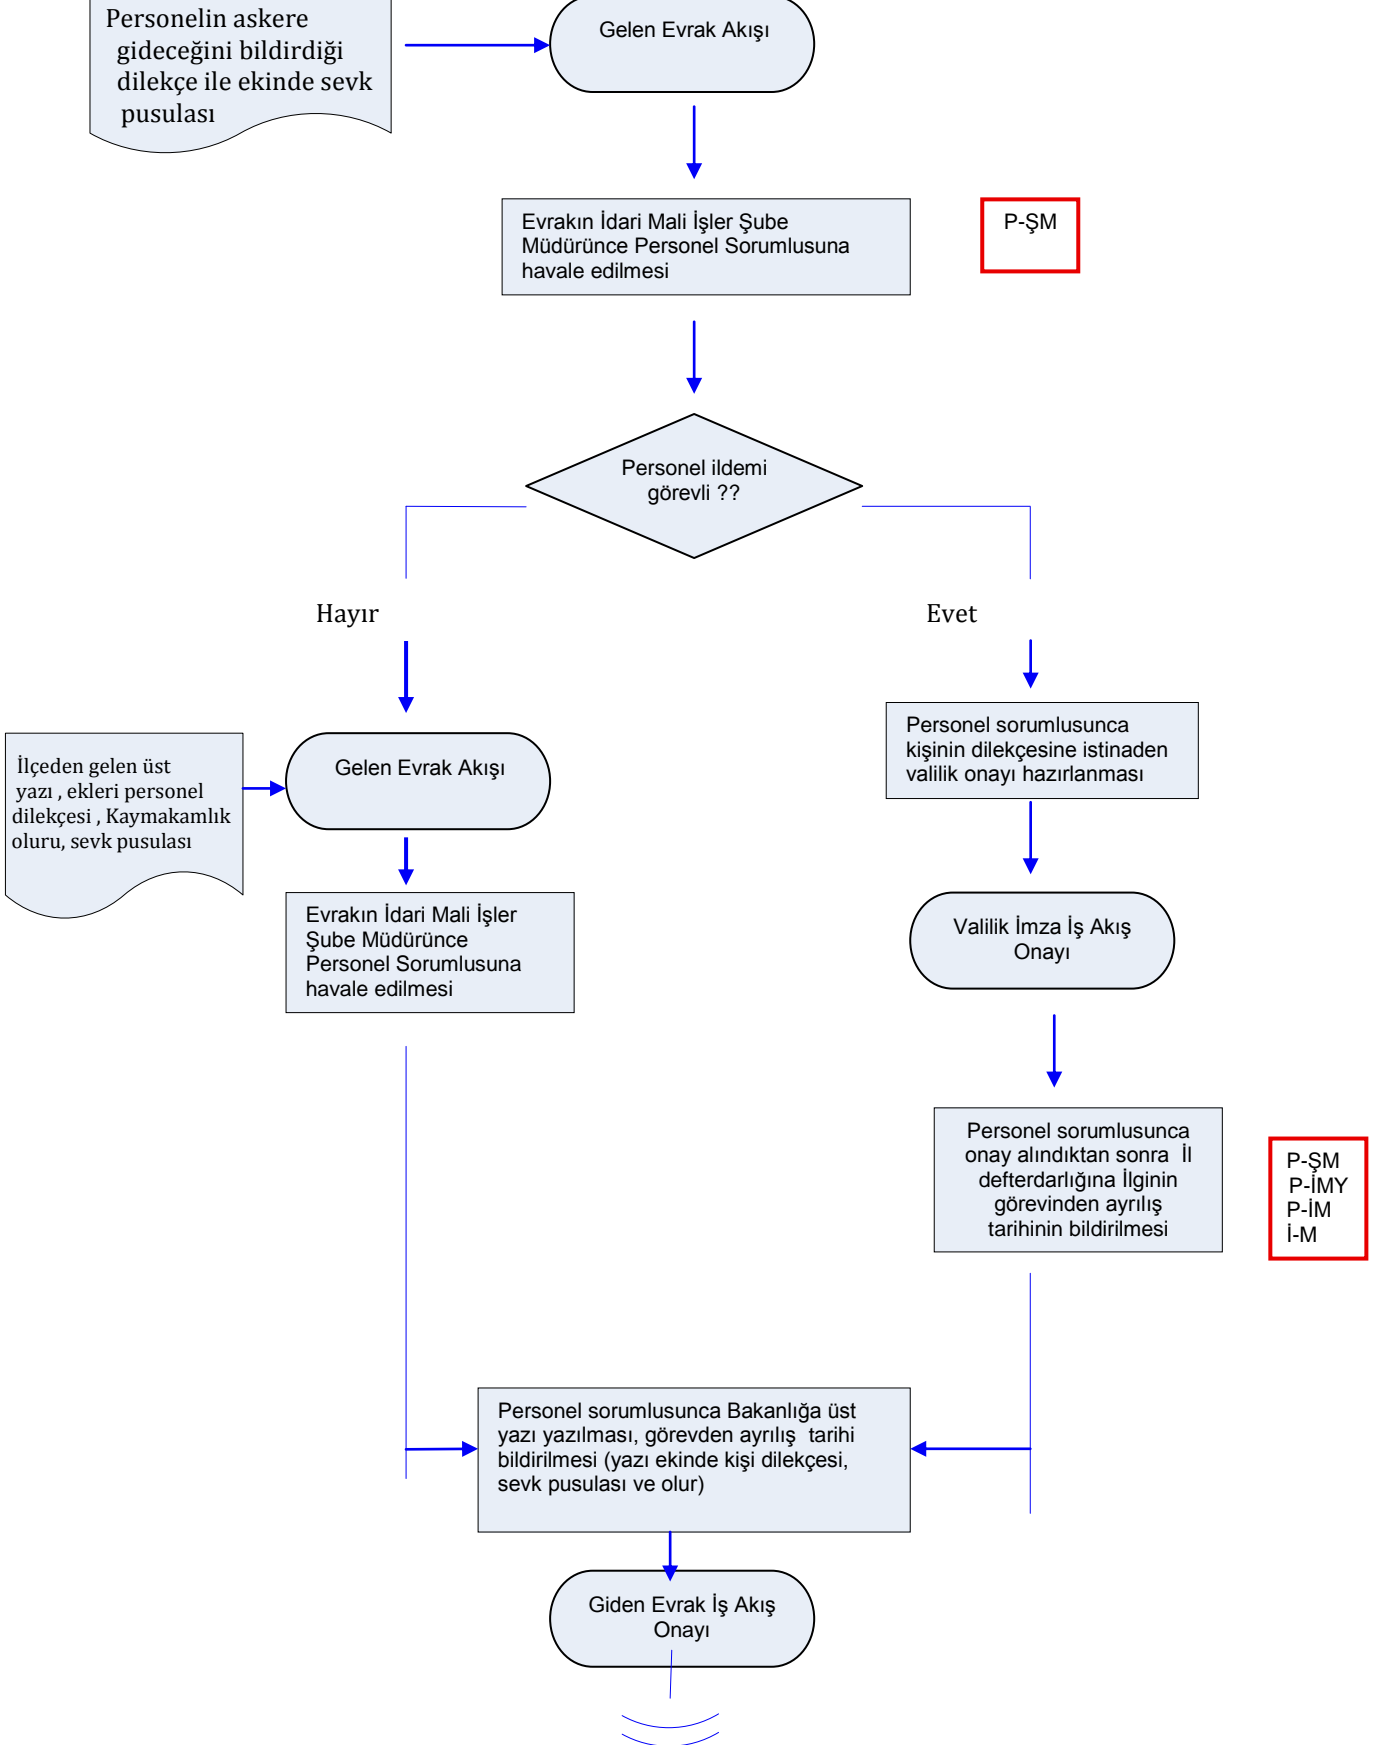 Personelin askere
gideceğini bildirdiği
dilekçe ile ekinde sevk
pusulası
Gelen Evrak Akışı
Evrakın İdari Mali İşler Şube
Müdürünce Personel Sorumlusuna
havale edilmesi
P-ŞM
Personel ildemi
görevli ??
Hayır
Evet
İlçeden gelen üst
yazı , ekleri personel
dilekçesi , Kaymakamlık
oluru, sevk pusulası
Gelen Evrak Akışı
Evrakın İdari Mali İşler
Şube Müdürünce
Personel Sorumlusuna
havale edilmesi
Personel sorumlusunca
kişinin dilekçesine istinaden
valilik onayı hazırlanması
Valilik İmza İş Akış
Onayı
Personel sorumlusunca
onay alındıktan sonra  İl
defterdarlığına İlginin
görevinden ayrılış
tarihinin bildirilmesi
P-ŞM
P-İMY
P-İM
İ-M
Personel sorumlusunca Bakanlığa üst
yazı yazılması, görevden ayrılış  tarihi
bildirilmesi (yazı ekinde kişi dilekçesi,
sevk pusulası ve olur)
Giden Evrak İş Akış
Onayı